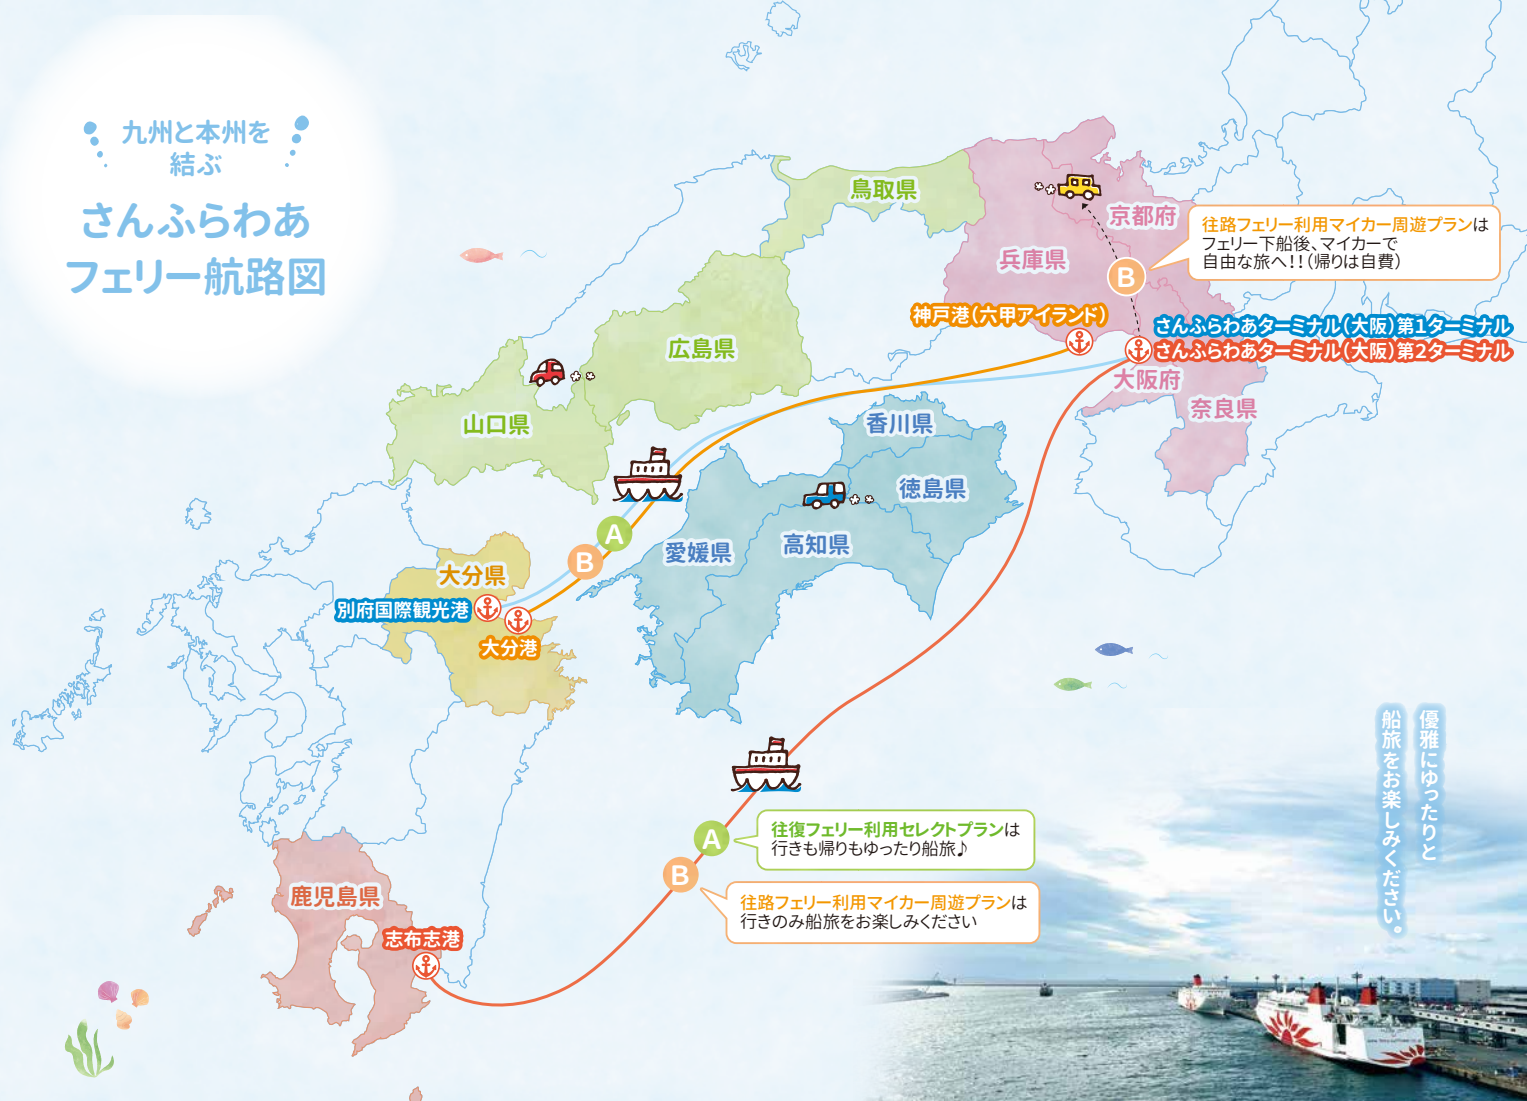 九州と本州を
結ぶ
さんふらわあ
フェリー航路図
鳥取県
京都府
兵庫県
往路フェリー利用マイカー周遊プランは
フェリー下船後、マイカーで
自由な旅へ!!(帰りは自費)
B
神戸港(六甲アイランド)
さんふらわあターミナル(大阪)第1ターミナル
さんふらわあターミナル(大阪)第2ターミナル
広島県
大阪府
奈良県
山口県
香川県
徳島県
愛媛県
高知県
A
B
大分県
別府国際観光港
大分港
優雅にゆったりと
船旅をお楽しみください。
A
往復フェリー利用セレクトプランは
行きも帰りもゆったり船旅♪
B
往路フェリー利用マイカー周遊プランは
行きのみ船旅をお楽しみください
鹿児島県
志布志港